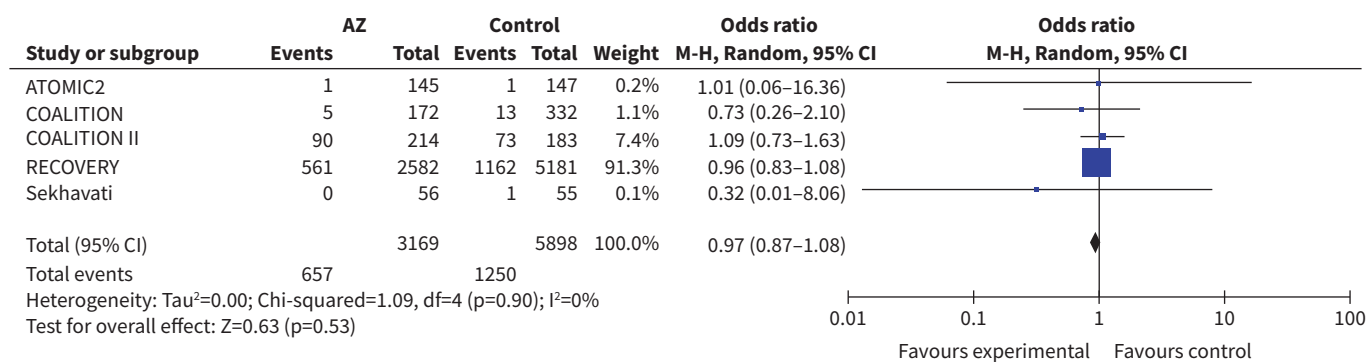 AZ Control Odds ratio Odds ratio
Study or subgroup Events Total Events Total Weight M-H, Random, 95% CI M-H, Random, 95% CI
ATOMIC2 1 145 1 147 0.2% 1.01 (0.06–16.36)
COALITION 5 172 13 332 1.1% 0.73 (0.26–2.10)
COALITION II 90 214 73 183 7.4% 1.09 (0.73–1.63)
RECOVERY 561 2582 1162 5181 91.3% 0.96 (0.83–1.08)
Sekhavati 0 56 1 55 0.1% 0.32 (0.01–8.06)
Total (95% CI) 3169 5898 100.0% 0.97 (0.87–1.08)
Total events 657 1250
Heterogeneity: Tau²=0.00; Chi-squared=1.09, df=4 (p=0.90); I²=0%
Test for overall effect: Z=0.63 (p=0.53)
0.01 0.1 1 10 100
Favours experimental Favours control